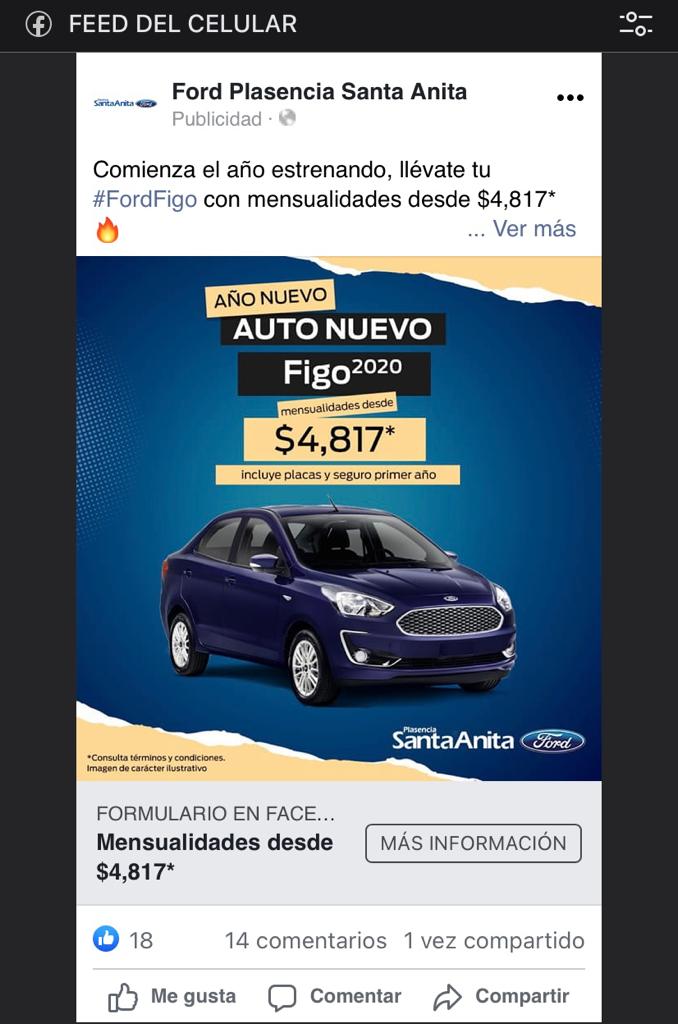 FEED DEL CELULAR
SantaAnita Ford
Ford Plasencia Santa Anita
Publicidad ·
Comienza el año estrenando, llévate tu
#FordFigo con mensualidades desde $4,817*
🔥 ... Ver más
AÑO NUEVO
AUTO NUEVO
Figo2020
mensualidades desde
$4,817*
incluye placas y seguro primer año
Plasencia
SantaAnita Ford
*Consulta términos y condiciones.
Imagen de carácter ilustrativo
FORMULARIO EN FACE...
Mensualidades desde
$4,817*
MÁS INFORMACIÓN
18 14 comentarios 1 vez compartido
Me gusta Comentar Compartir